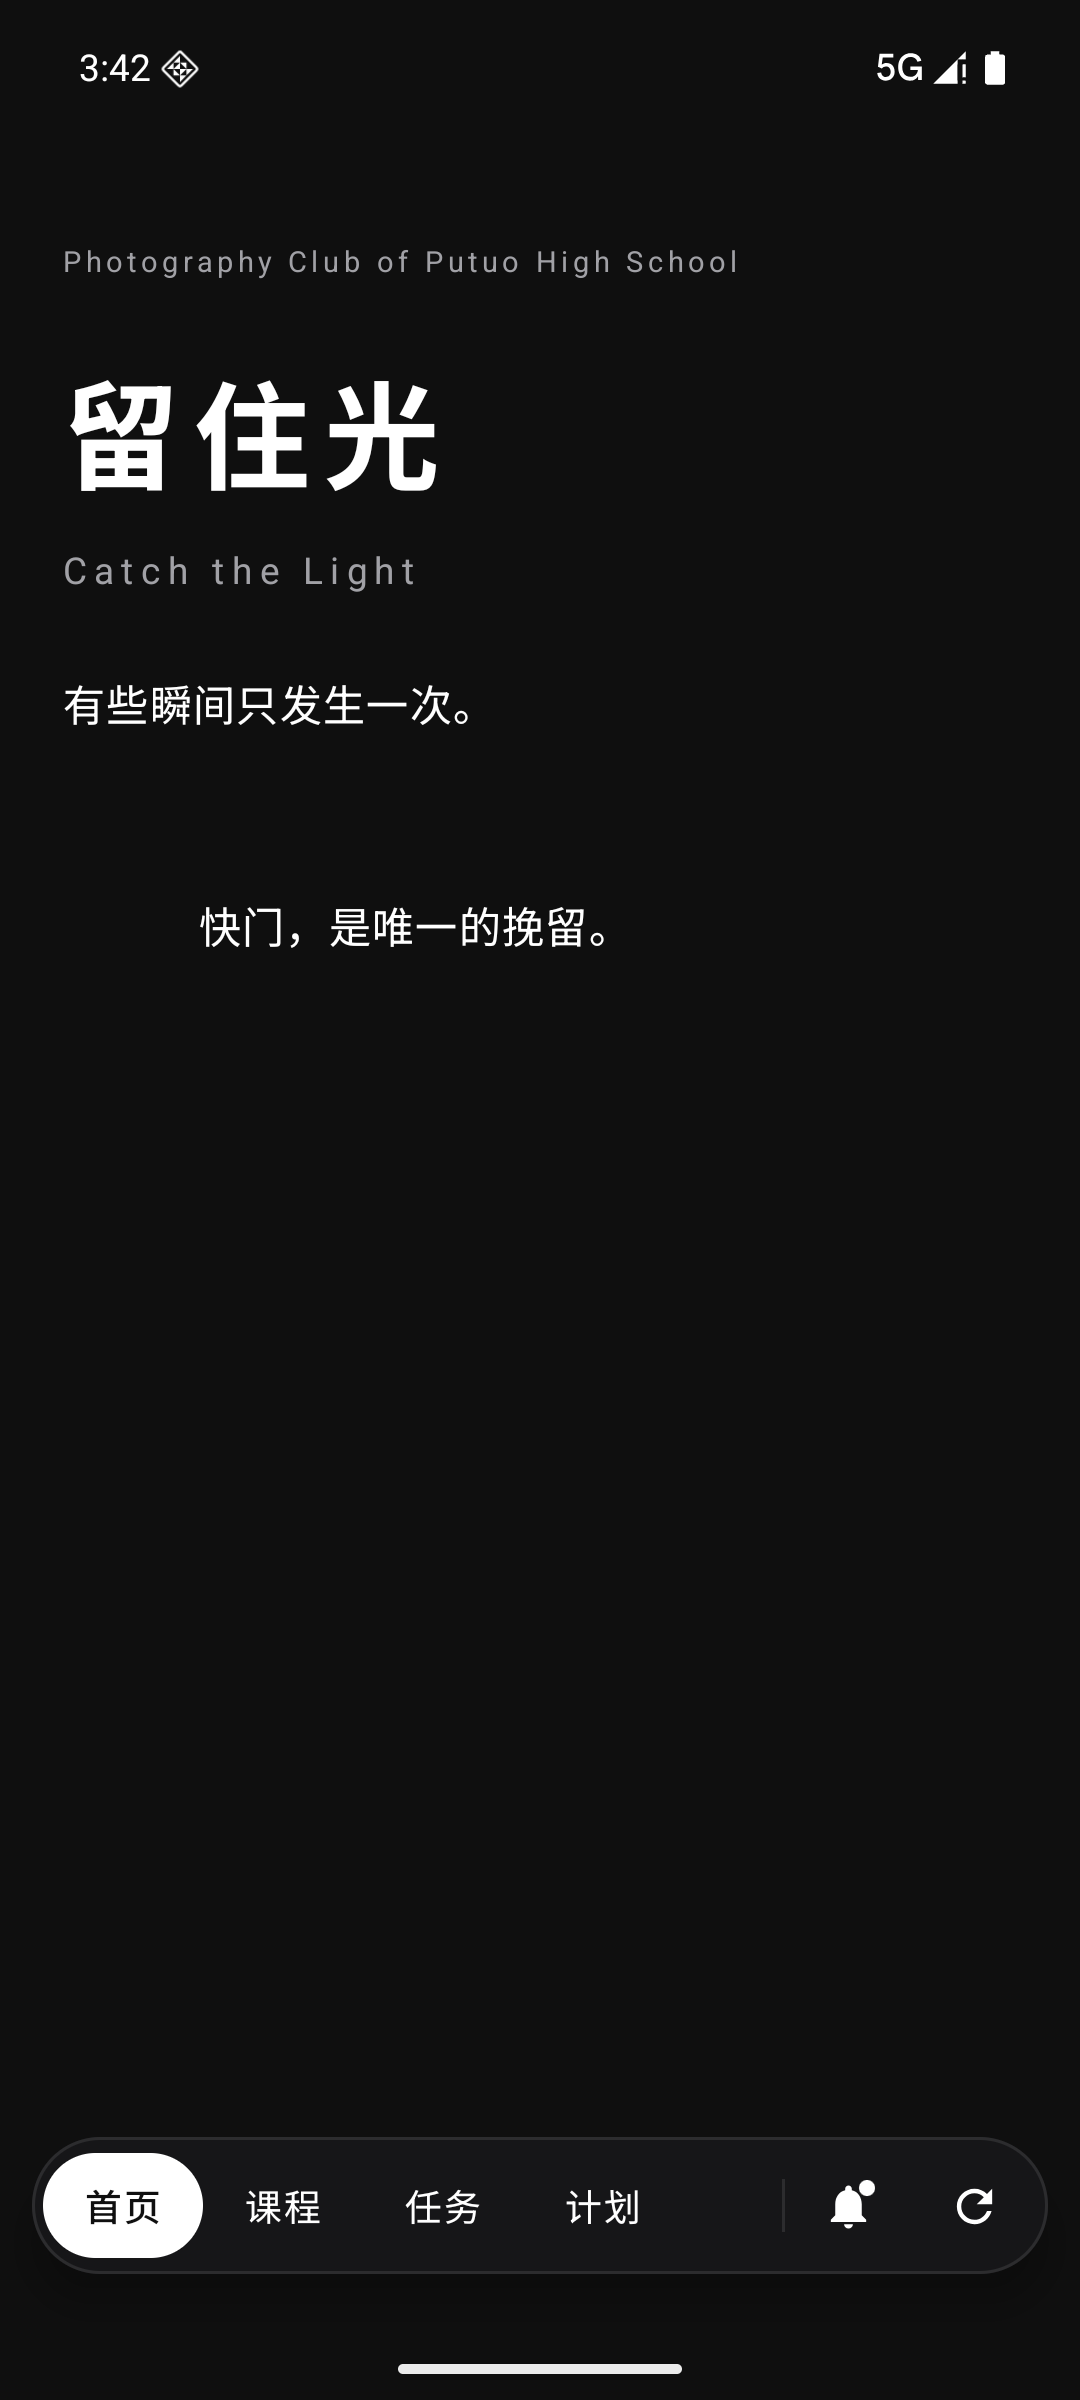 3:42
5G
Photography Club of Putuo High School
留住光
Catch the Light
有些瞬间只发生一次。
快门，是唯一的挽留。
首页
课程
任务
计划